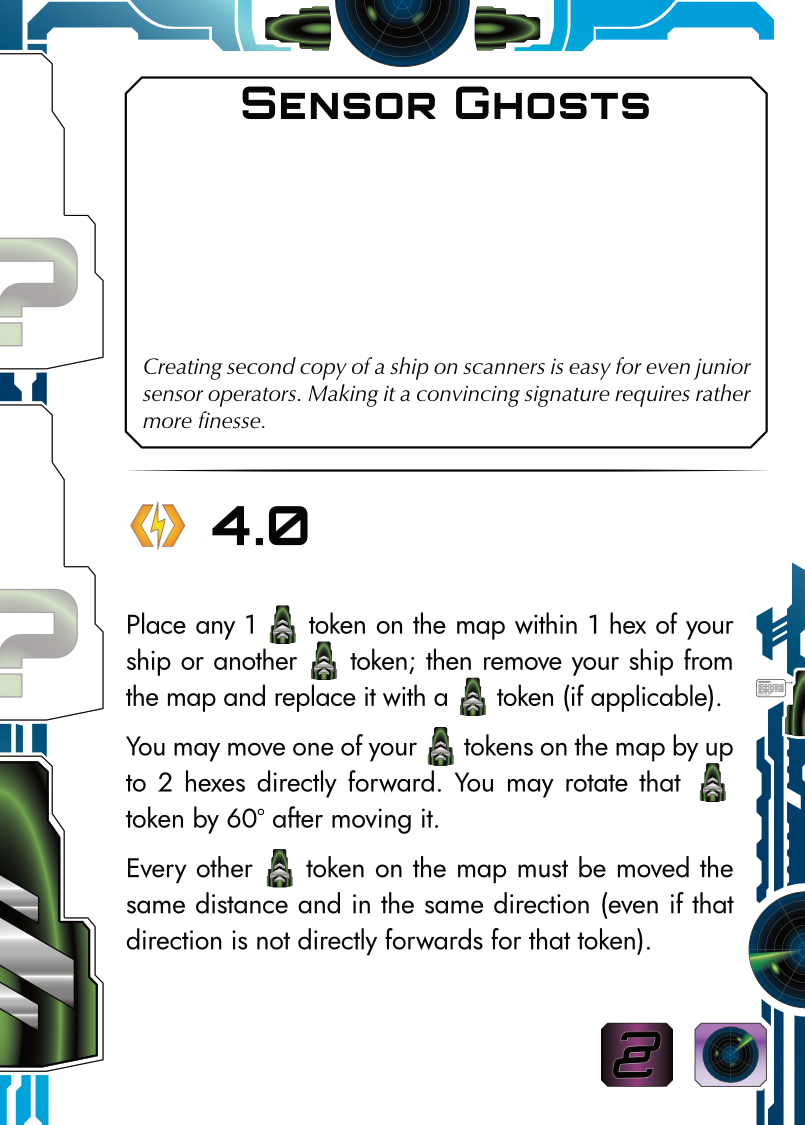 Sensor Ghosts
Creating second copy of a ship on scanners is easy for even junior
sensor operators. Making it a convincing signature requires rather
more finesse.
4.0
Place any 1 token on the map within 1 hex of your
ship or another token; then remove your ship from
the map and replace it with a token (if applicable).
You may move one of your tokens on the map by up
to 2 hexes directly forward. You may rotate that
token by 60° after moving it.
Every other token on the map must be moved the
same distance and in the same direction (even if that
direction is not directly forwards for that token).
?
?
2